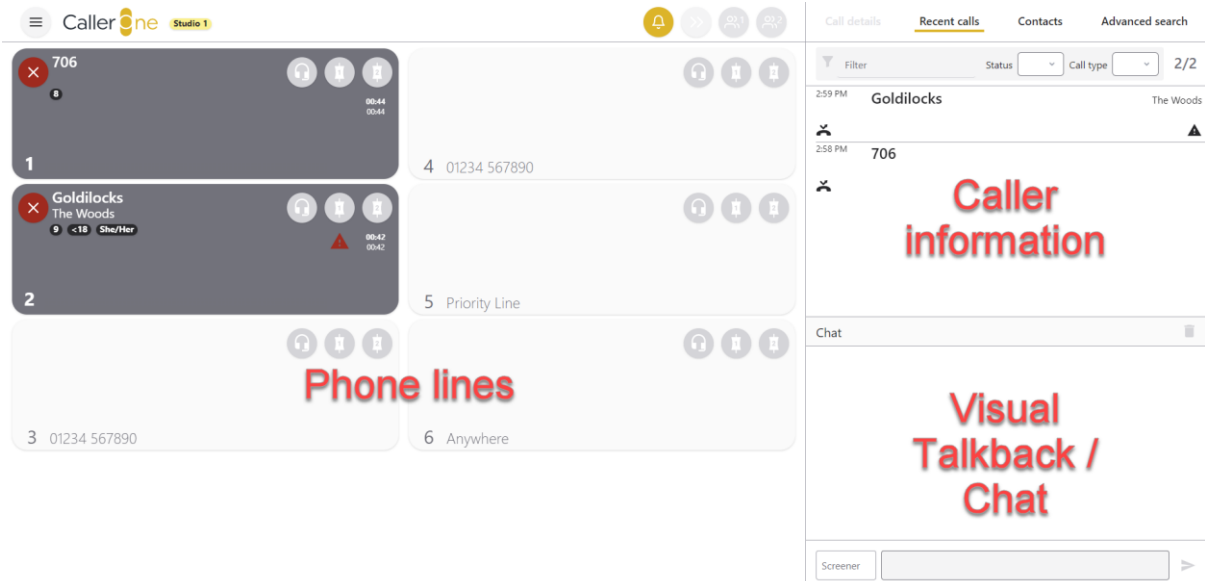 CallerOne Studio 1
1 2
Call details Recent calls Contacts Advanced search
Filter Status Call type 2/2
706
8
00:44
00:44
1
4 01234 567890
Goldilocks
The Woods
9 <18 She/Her
00:42
00:42
2
5 Priority Line
3 01234 567890
6 Anywhere
Phone lines
2:59 PM Goldilocks The Woods
2:58 PM 706
Caller
information
Chat
Visual
Talkback /
Chat
Screener